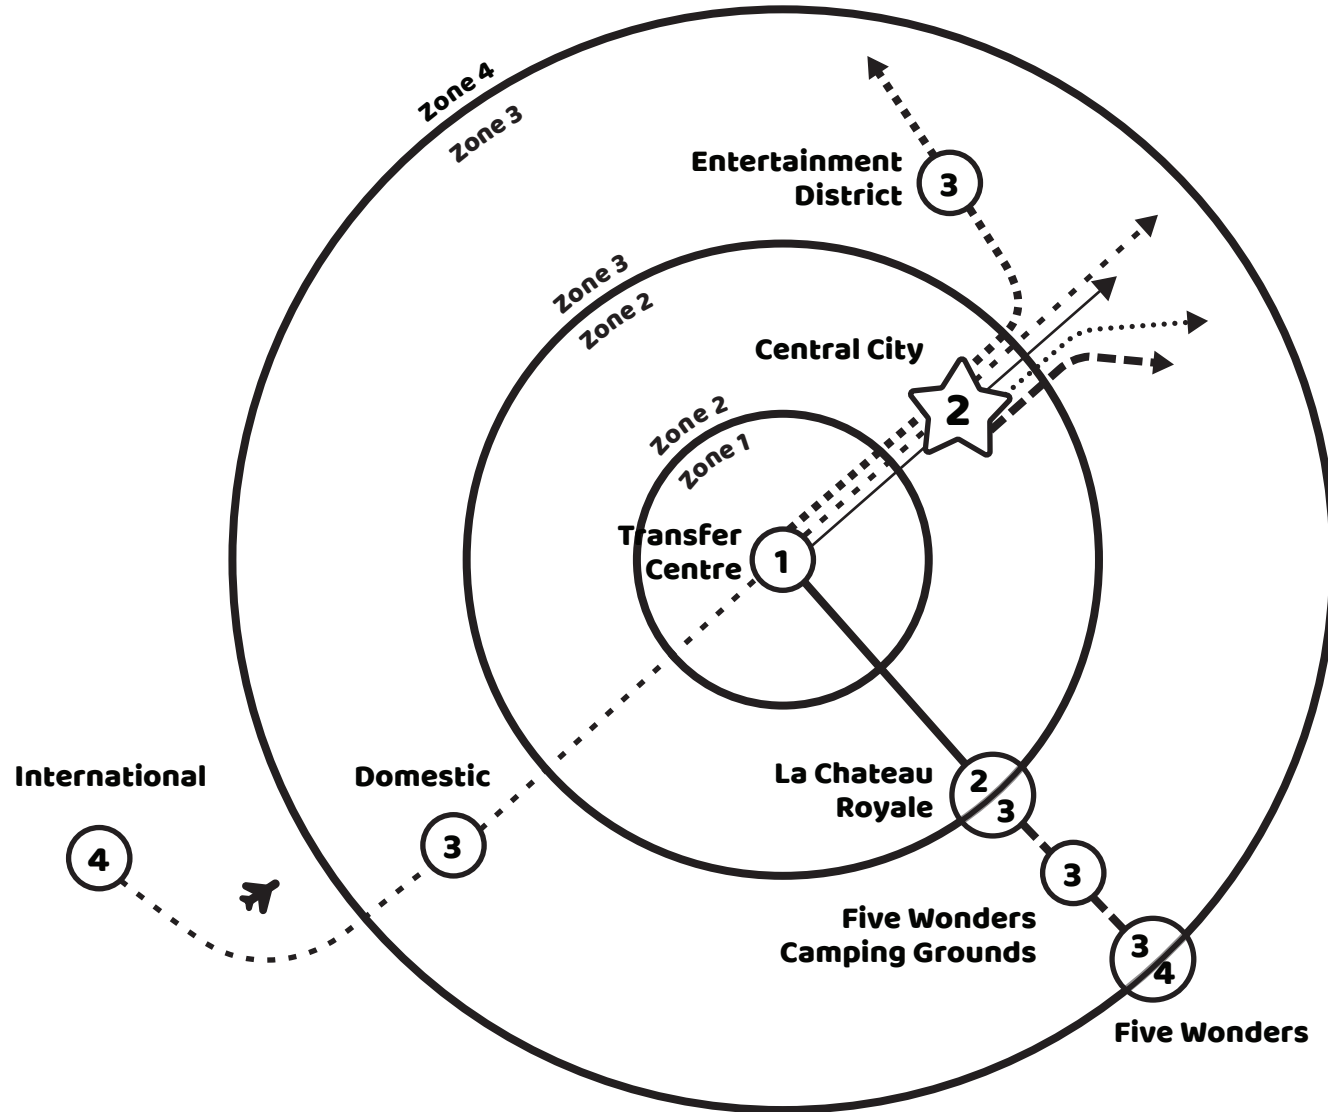 Zone 4
Zone 3
Entertainment
District
3
Zone 3
Zone 2
Central City
2
Zone 2
Zone 1
Transfer
Centre
1
International
4
Domestic
3
La Chateau
Royale
2
3
3
Five Wonders
Camping Grounds
3
4
Five Wonders